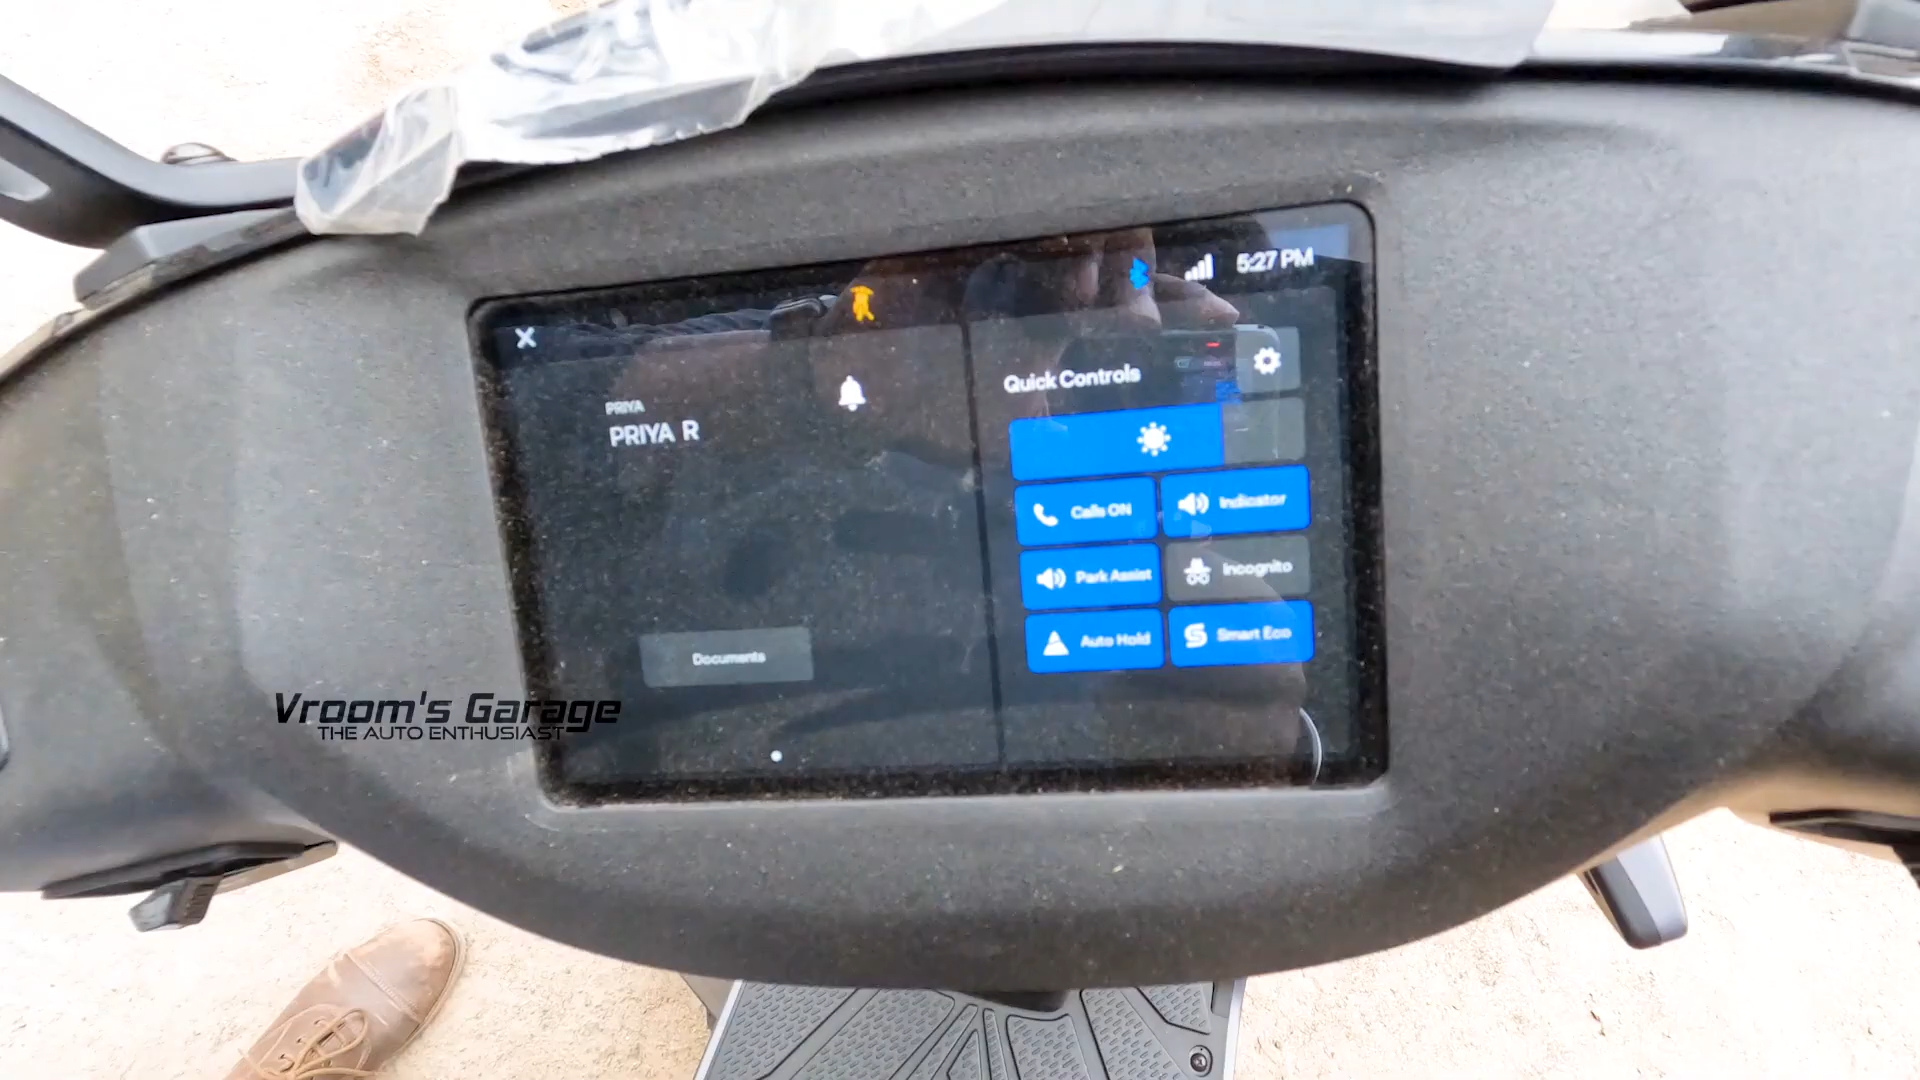 5:27 PM
PRIYA
PRIYA R
Documents
Quick Controls
Calls ON
Indicator
Park Assist
Incognito
Auto Hold
Smart Eco
Vroom's Garage
THE AUTO ENTHUSIAST